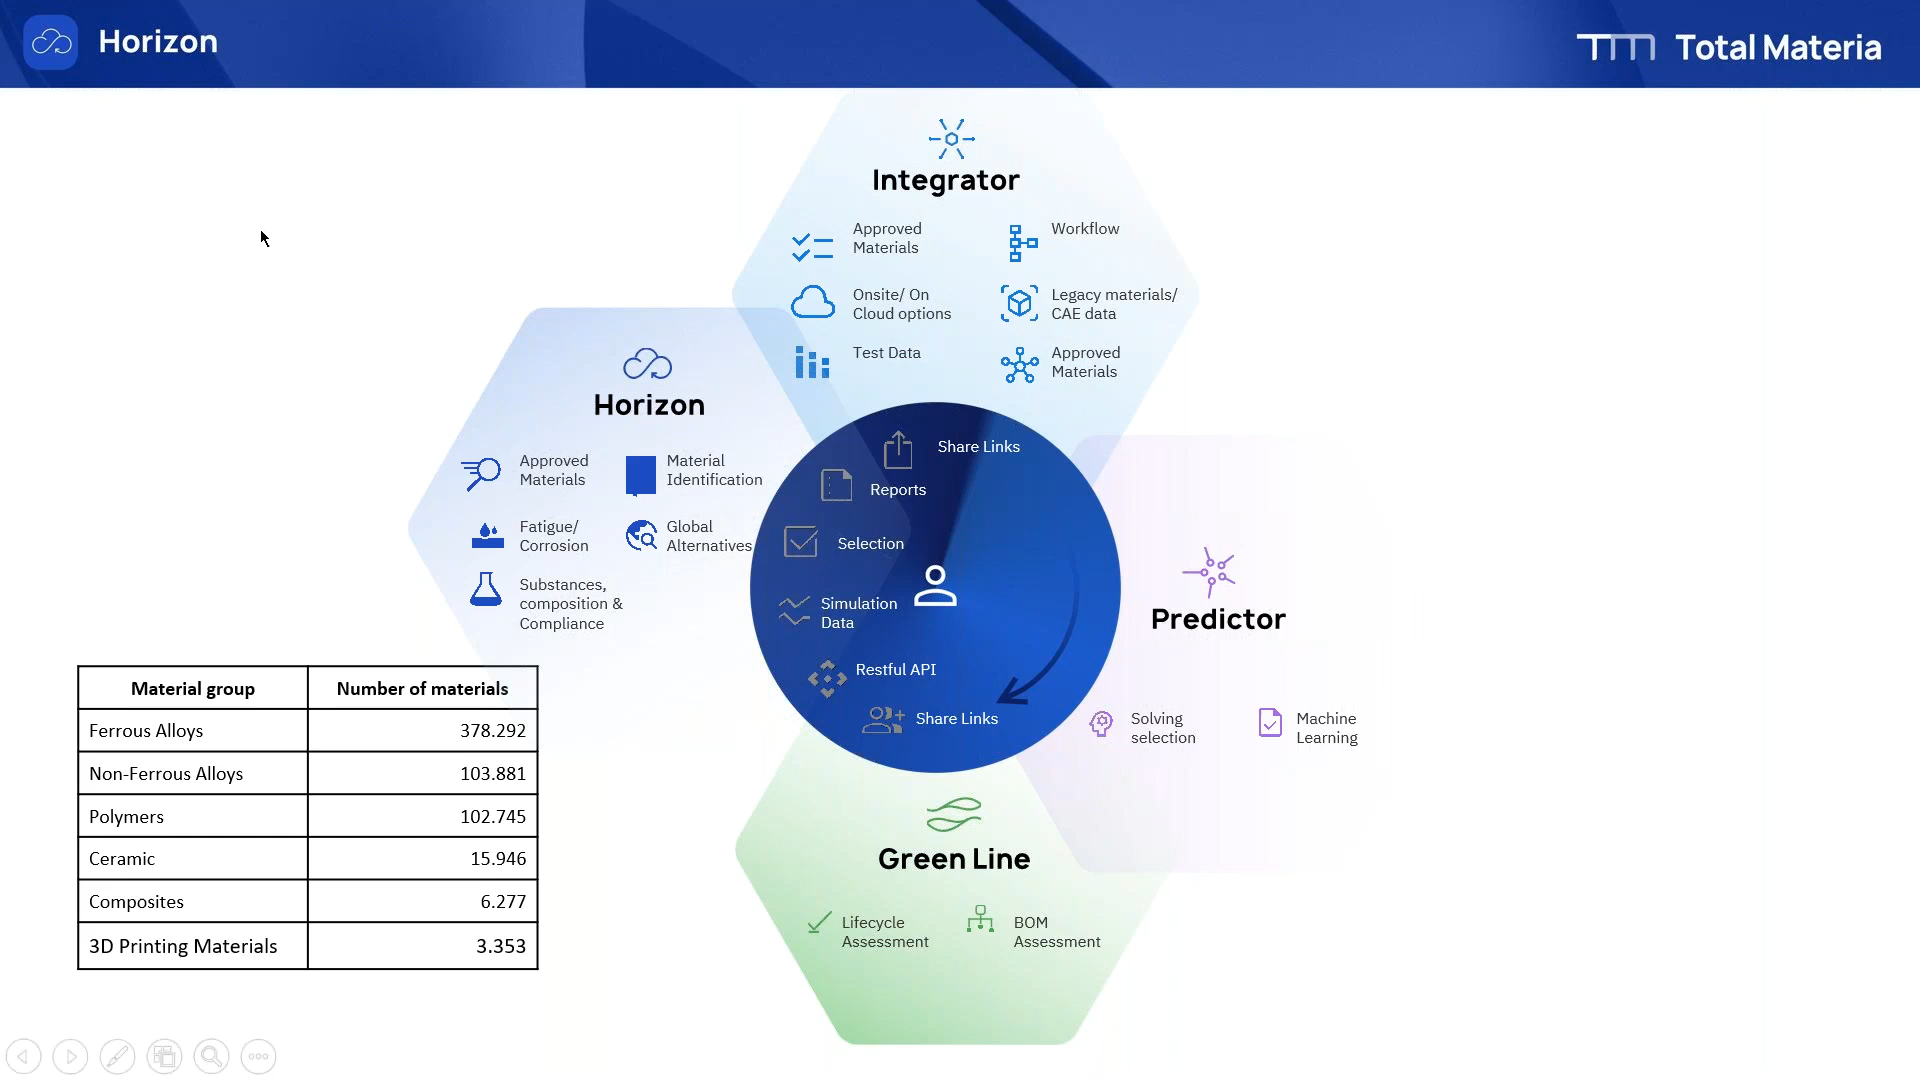 Horizon
Total Materia
Integrator
Approved
Materials
Workflow
Onsite/ On
Cloud options
Legacy materials/
CAE data
Test Data
Approved
Materials
Horizon
Approved
Materials
Material
Identification
Fatigue/
Corrosion
Global
Alternatives
Substances,
composition &
Compliance
Share Links
Reports
Selection
Simulation
Data
Restful API
Share Links
Predictor
Solving
selection
Machine
Learning
Green Line
Lifecycle
Assessment
BOM
Assessment
Material group Number of materials
Ferrous Alloys 378.292
Non-Ferrous Alloys 103.881
Polymers 102.745
Ceramic 15.946
Composites 6.277
3D Printing Materials 3.353